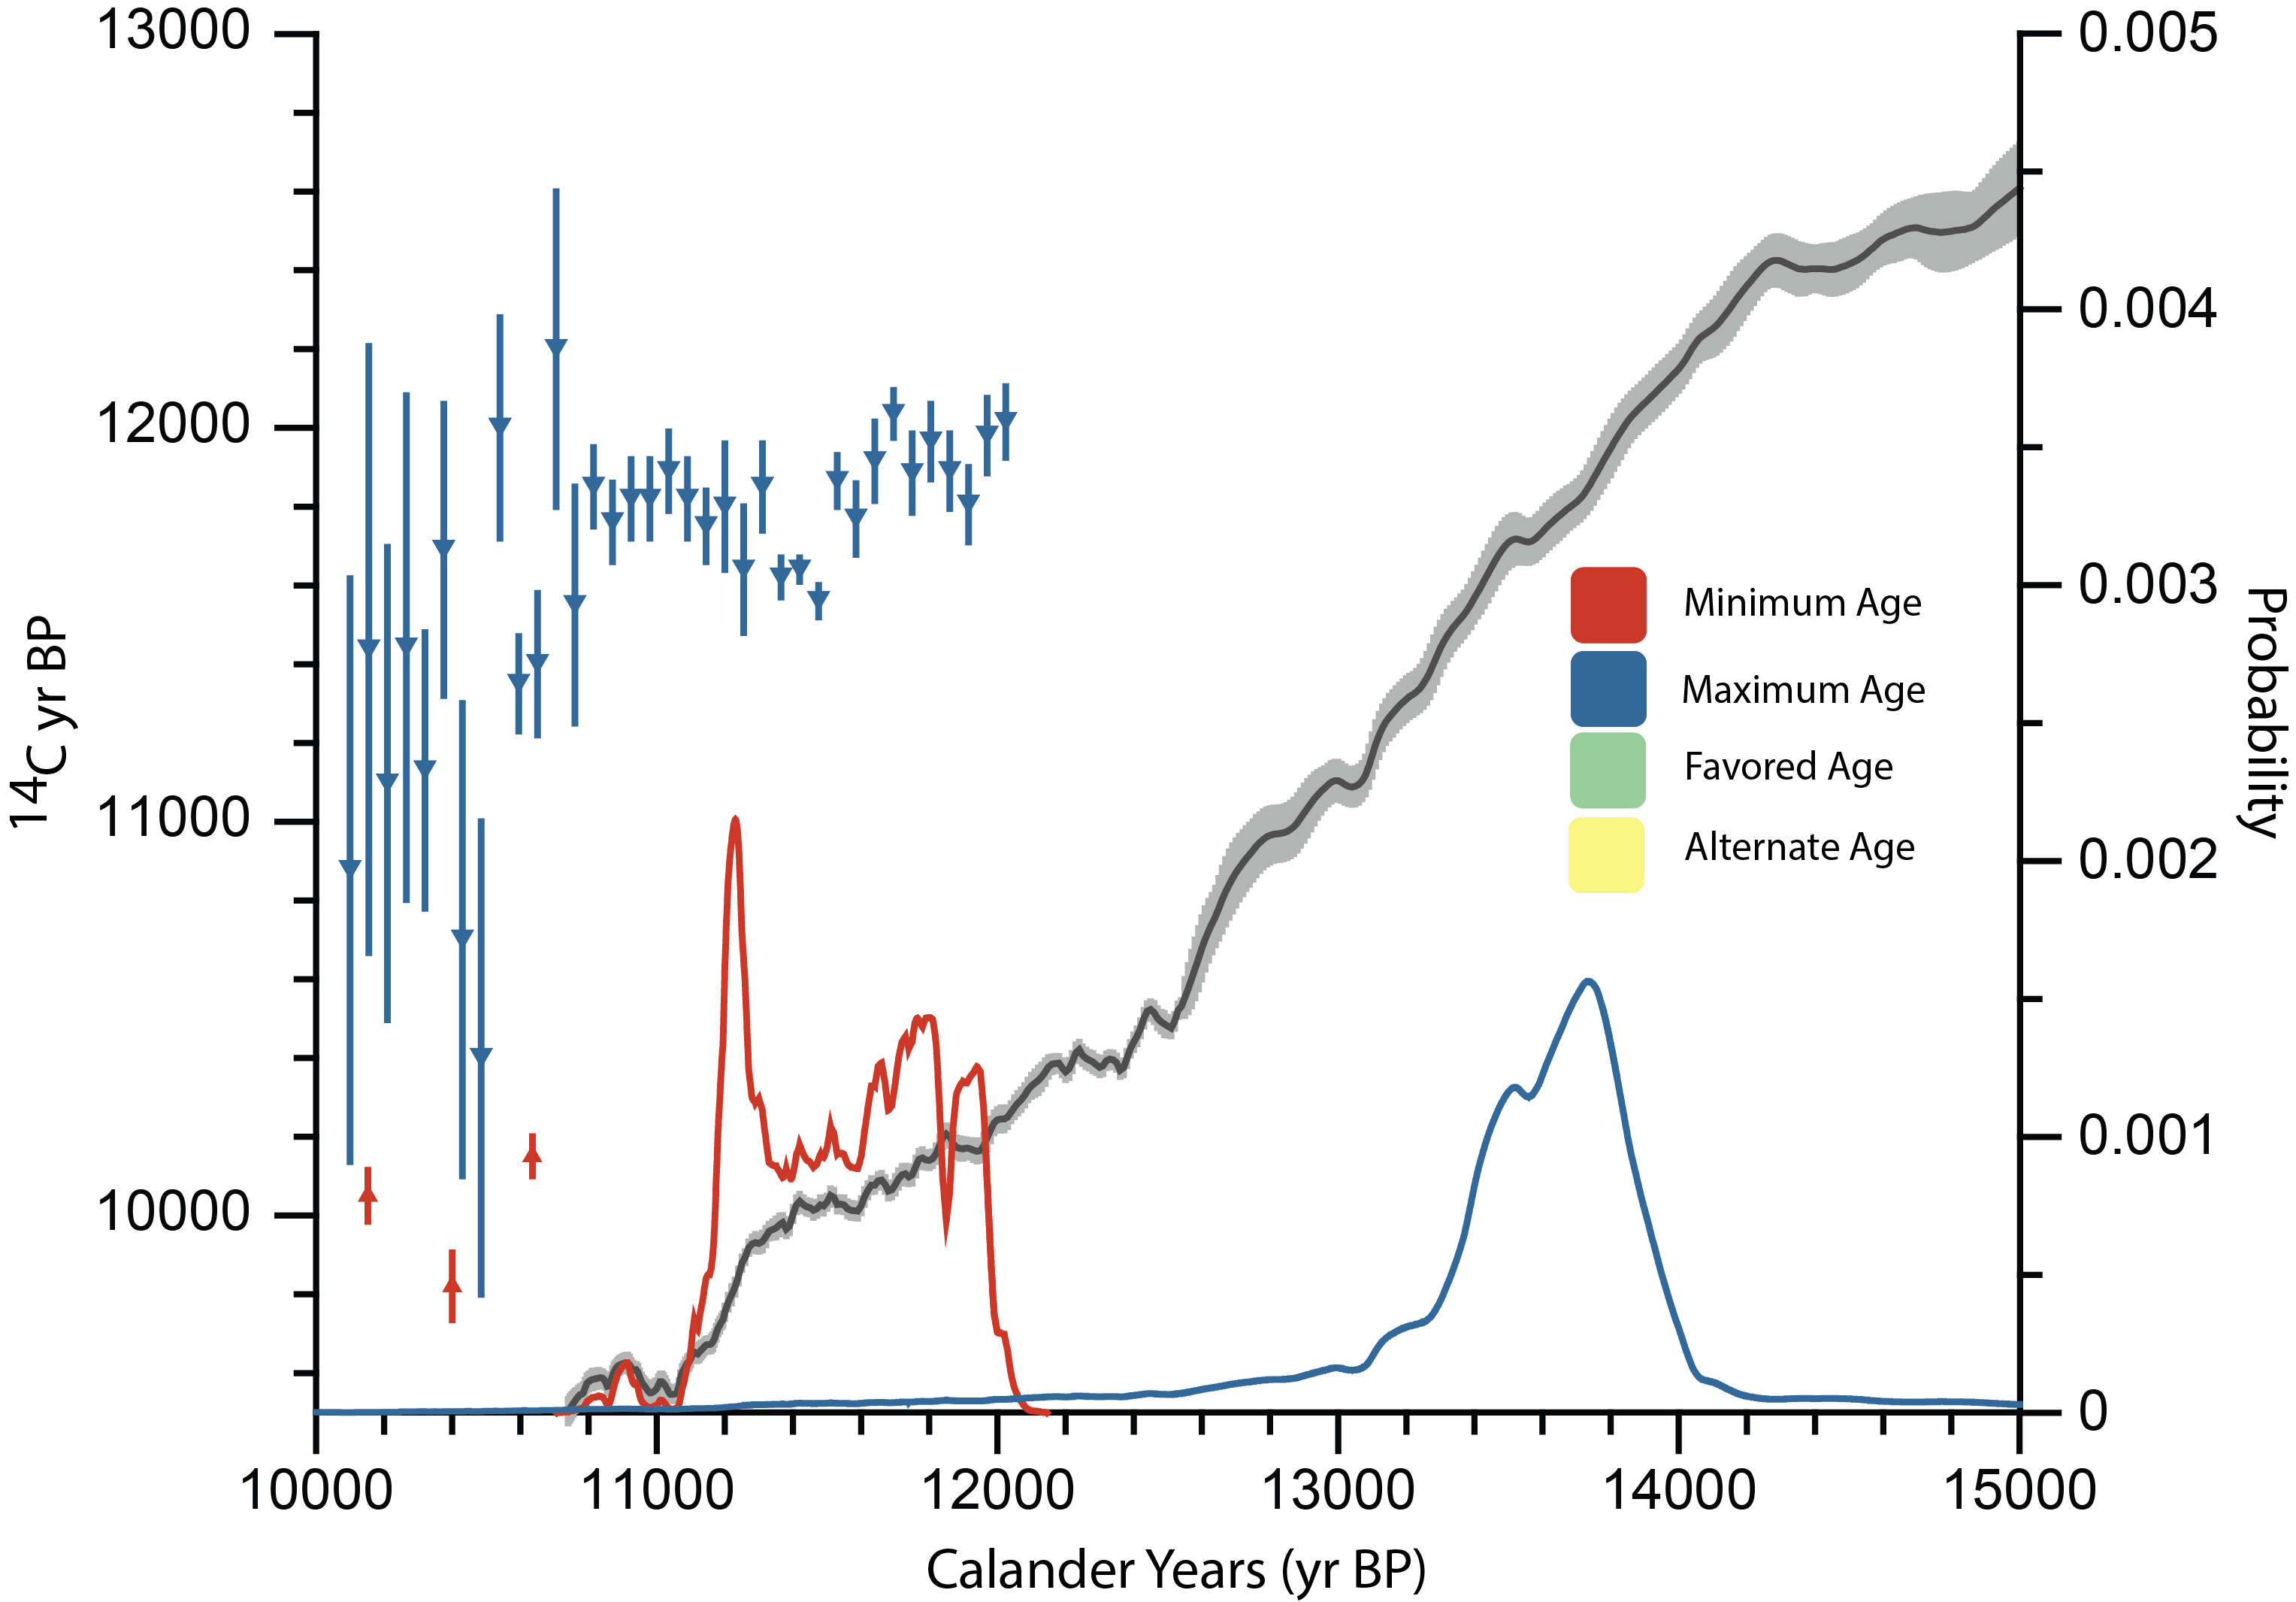 13000
12000
11000
10000
14C yr BP
0.005
0.004
0.003
0.002
0.001
0
Probability
Minimum Age
Maximum Age
Favored Age
Alternate Age
10000 11000 12000 13000 14000 15000
Calander Years (yr BP)